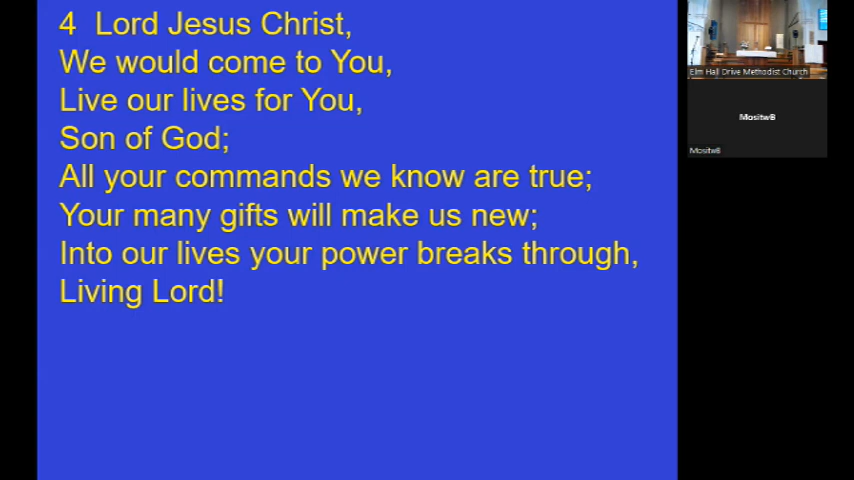 4 Lord Jesus Christ,
We would come to You,
Live our lives for You,
Son of God;
All your commands we know are true;
Your many gifts will make us new;
Into our lives your power breaks through,
Living Lord!
Elm Hall Drive Methodist Church
MositwB
MositwB